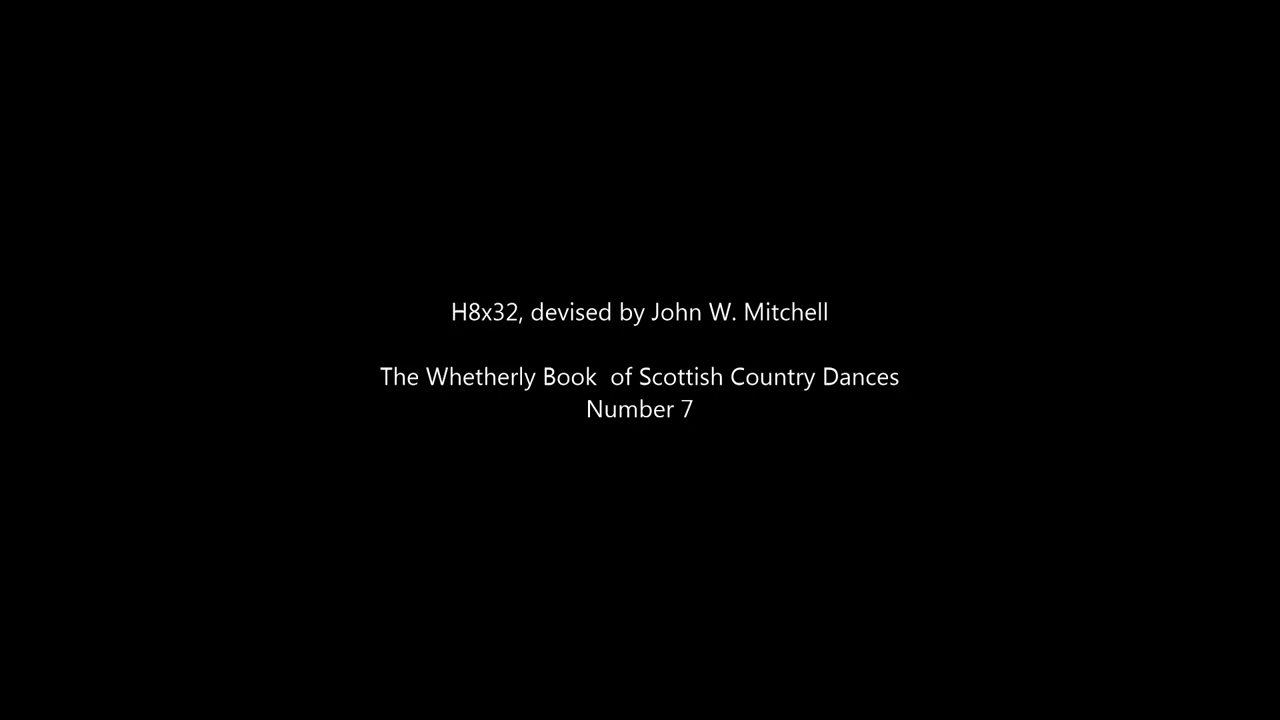 H8x32, devised by John W. Mitchell
The Whetherly Book  of Scottish Country Dances
Number 7